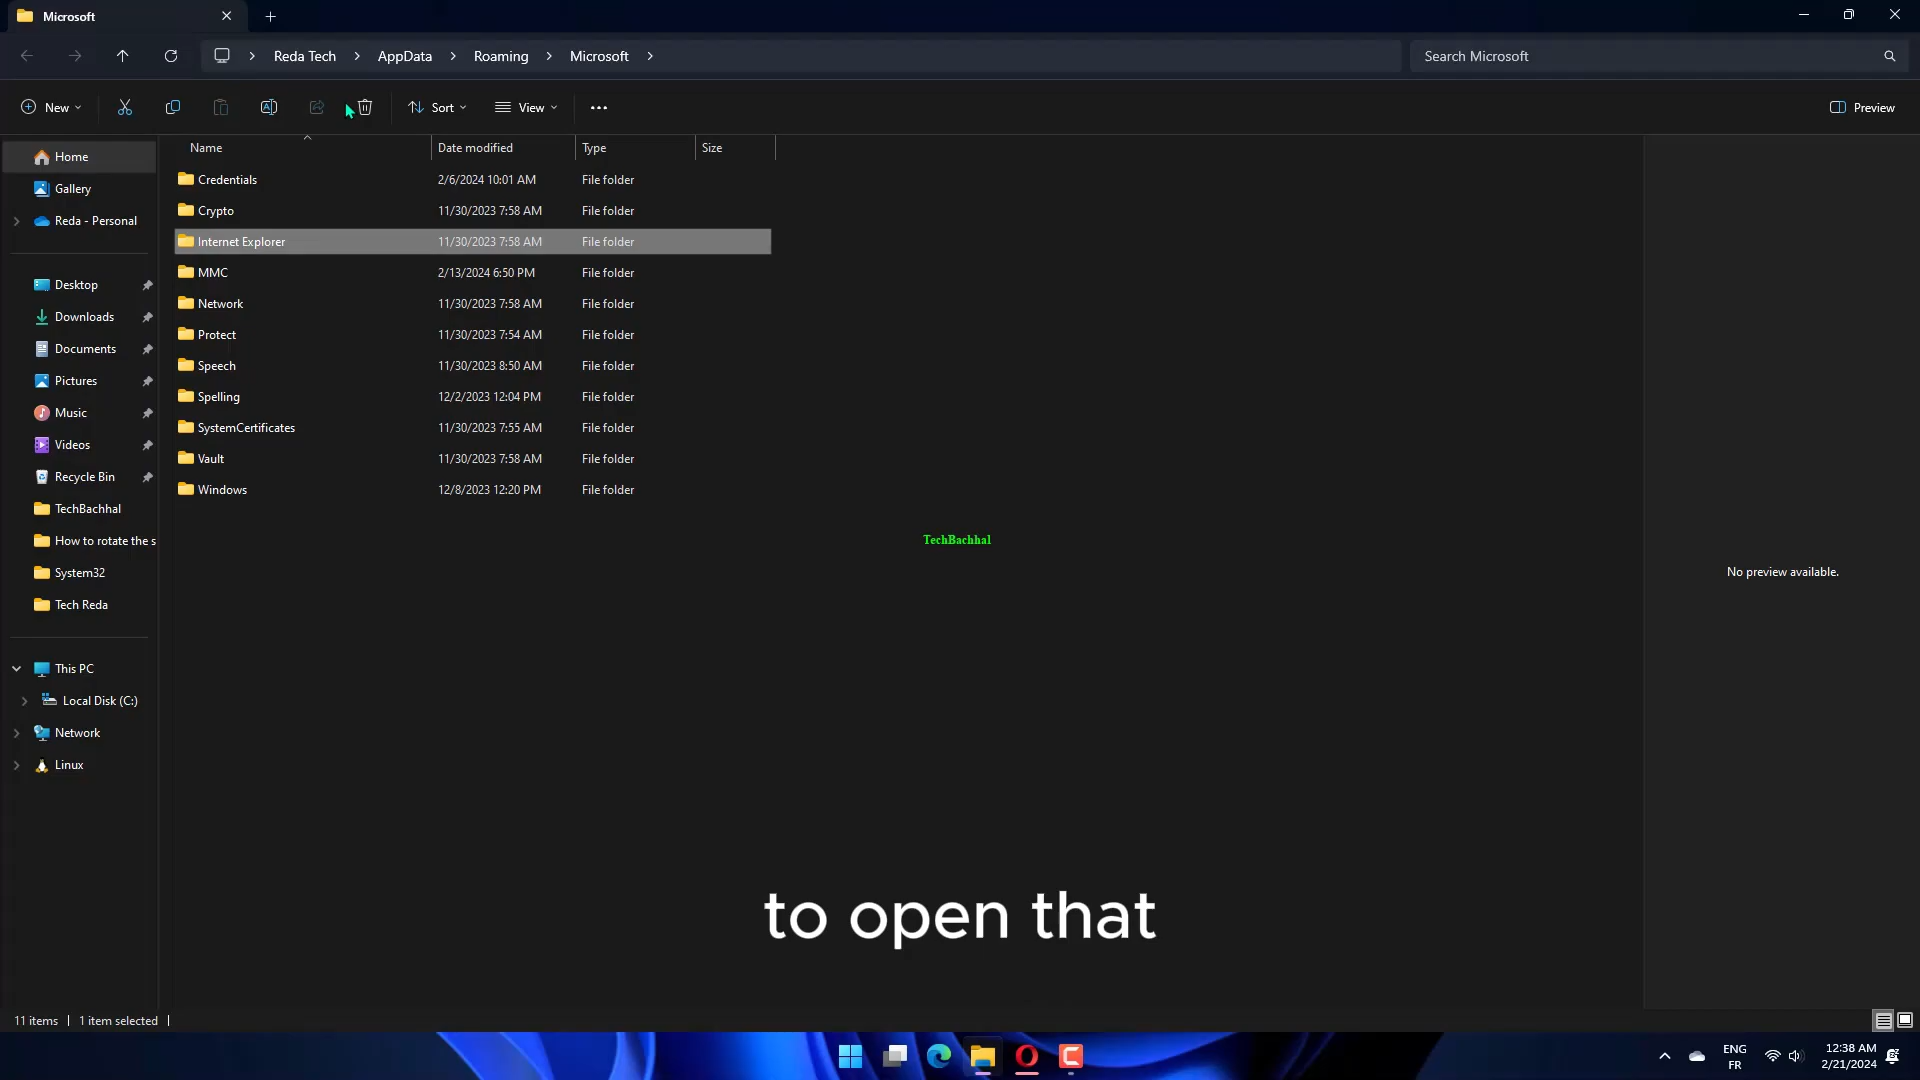 Microsoft
Reda Tech
AppData
Roaming
Microsoft
Search Microsoft
New
Sort
View
Preview
Name
Date modified
Type
Size
Home
Gallery
Reda - Personal
Desktop
Downloads
Documents
Pictures
Music
Videos
Recycle Bin
TechBachhal
How to rotate the s
System32
Tech Reda
This PC
Local Disk (C:)
Network
Linux
Credentials 2/6/2024 10:01 AM File folder
Crypto 11/30/2023 7:58 AM File folder
Internet Explorer 11/30/2023 7:58 AM File folder
MMC 2/13/2024 6:50 PM File folder
Network 11/30/2023 7:58 AM File folder
Protect 11/30/2023 7:54 AM File folder
Speech 11/30/2023 8:50 AM File folder
Spelling 12/2/2023 12:04 PM File folder
SystemCertificates 11/30/2023 7:55 AM File folder
Vault 11/30/2023 7:58 AM File folder
Windows 12/8/2023 12:20 PM File folder
TechBachhal
No preview available.
to open that
11 items
1 item selected
ENG
FR
12:38 AM
2/21/2024